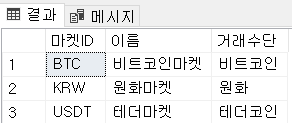 결과 메시지
마켓ID 이름 거래수단
1 BTC 비트코인마켓 비트코인
2 KRW 원화마켓 원화
3 USDT 테더마켓 테더코인